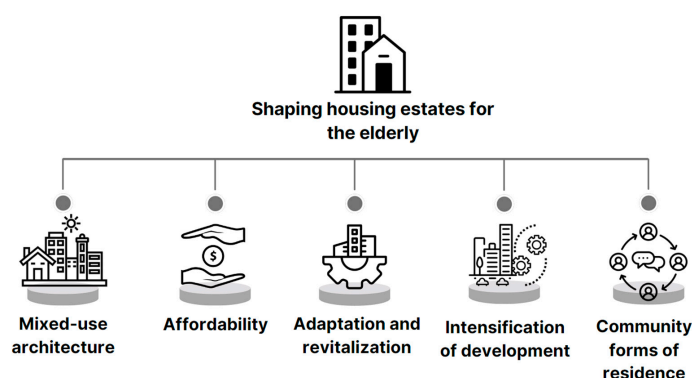 Shaping housing estates for
the elderly
$
Mixed-use
architecture
Affordability
Adaptation and
revitalization
Intensification
of development
Community
forms of
residence